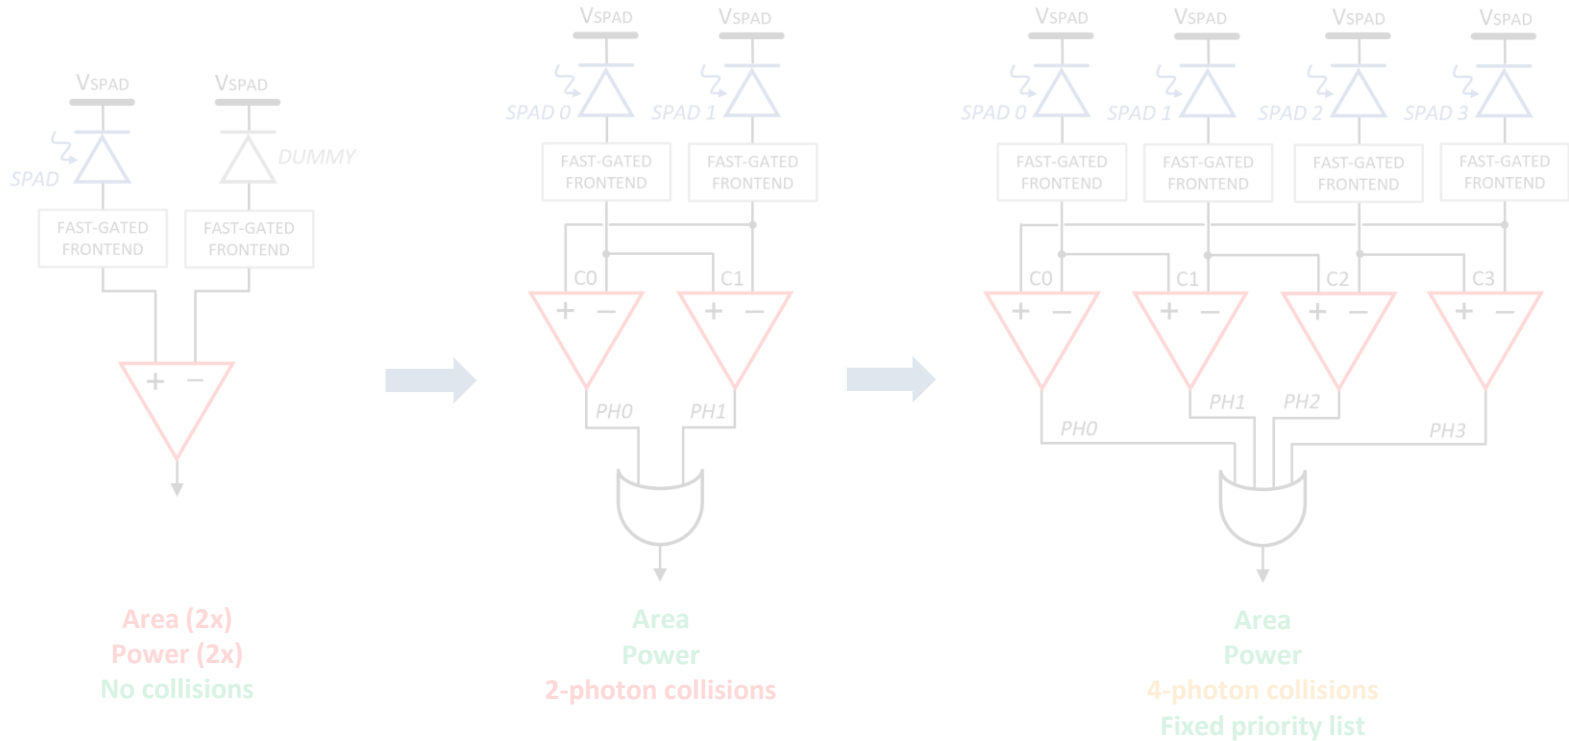 VSPAD
VSPAD
SPAD
DUMMY
FAST-GATED
FRONTEND
FAST-GATED
FRONTEND
+ −
Area (2x)
Power (2x)
No collisions
VSPAD
VSPAD
SPAD 0
SPAD 1
FAST-GATED
FRONTEND
FAST-GATED
FRONTEND
C0
C1
+ −
+ −
PH0
PH1
Area
Power
2-photon collisions
VSPAD
VSPAD
VSPAD
VSPAD
SPAD 0
SPAD 1
SPAD 2
SPAD 3
FAST-GATED
FRONTEND
FAST-GATED
FRONTEND
FAST-GATED
FRONTEND
FAST-GATED
FRONTEND
C0
C1
C2
C3
+ −
+ −
+ −
+ −
PH0
PH1
PH2
PH3
Area
Power
4-photon collisions
Fixed priority list